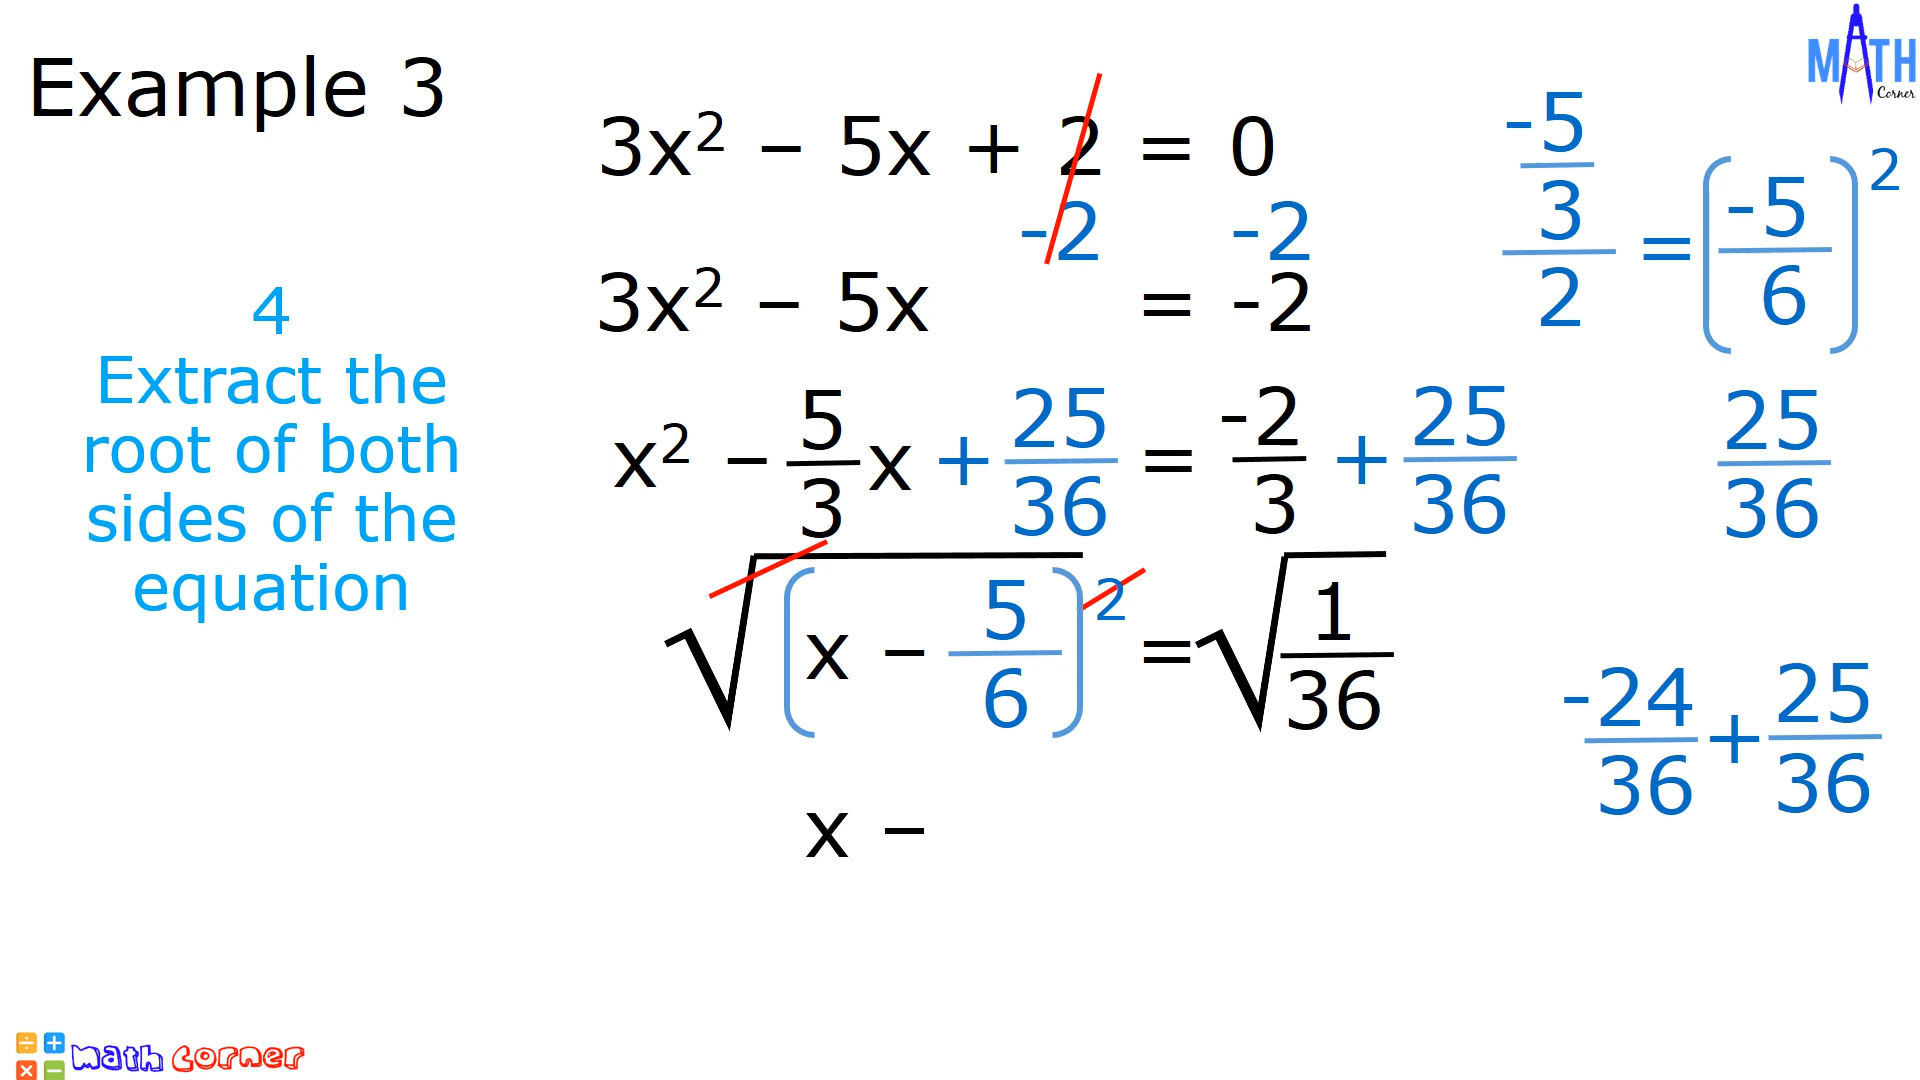 Example 3
MATH
Corner
3x² – 5x + 2 = 0
-2 -2
3x² – 5x = -2
x² – 5/3 x + 25/36 = -2/3 + 25/36
√(x – 5/6)² = √1/36
x –
4
Extract the
root of both
sides of the
equation
-5/3/2 = (-5/6)²
25/36
-24/36 + 25/36
÷ +
× –
math corner